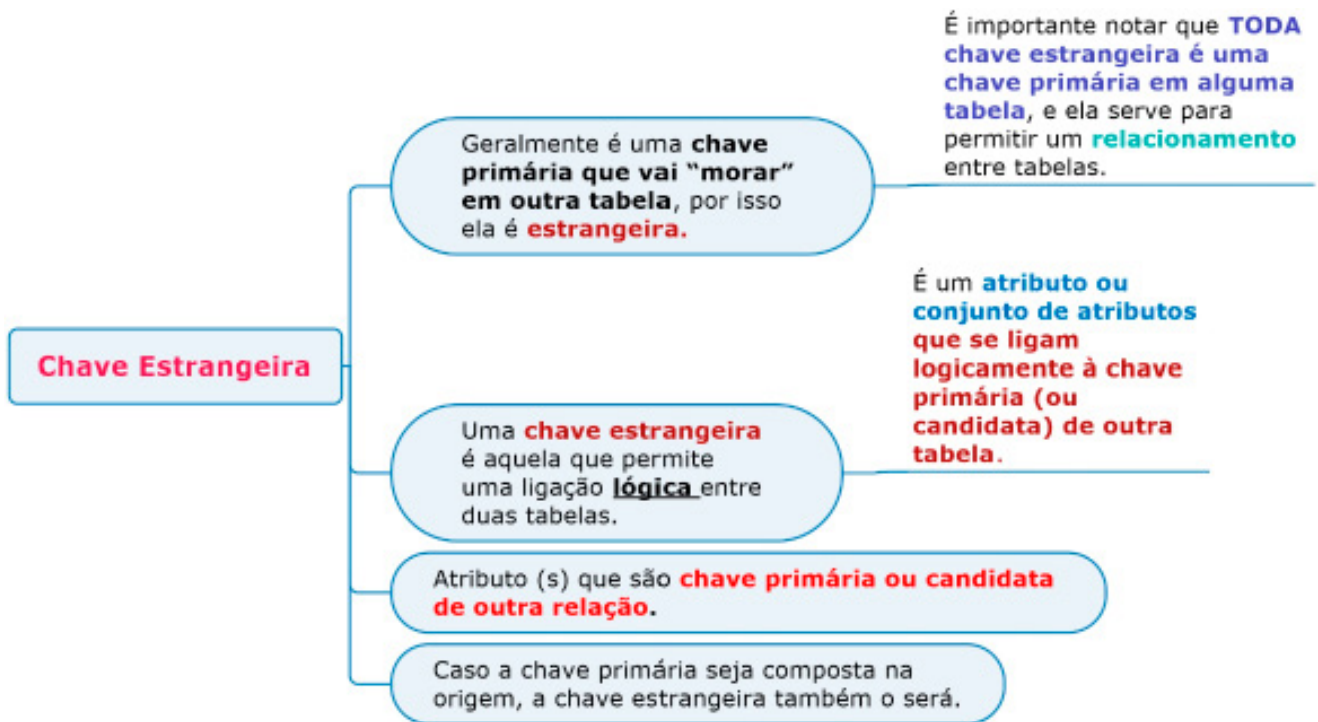 É importante notar que TODA
chave estrangeira é uma
chave primária em alguma
tabela, e ela serve para
permitir um relacionamento
entre tabelas.
Geralmente é uma chave
primária que vai “morar”
em outra tabela, por isso
ela é estrangeira.
É um atributo ou
conjunto de atributos
que se ligam
logicamente à chave
primária (ou
candidata) de outra
tabela.
Chave Estrangeira
Uma chave estrangeira
é aquela que permite
uma ligação lógica entre
duas tabelas.
Atributo (s) que são chave primária ou candidata
de outra relação.
Caso a chave primária seja composta na
origem, a chave estrangeira também o será.